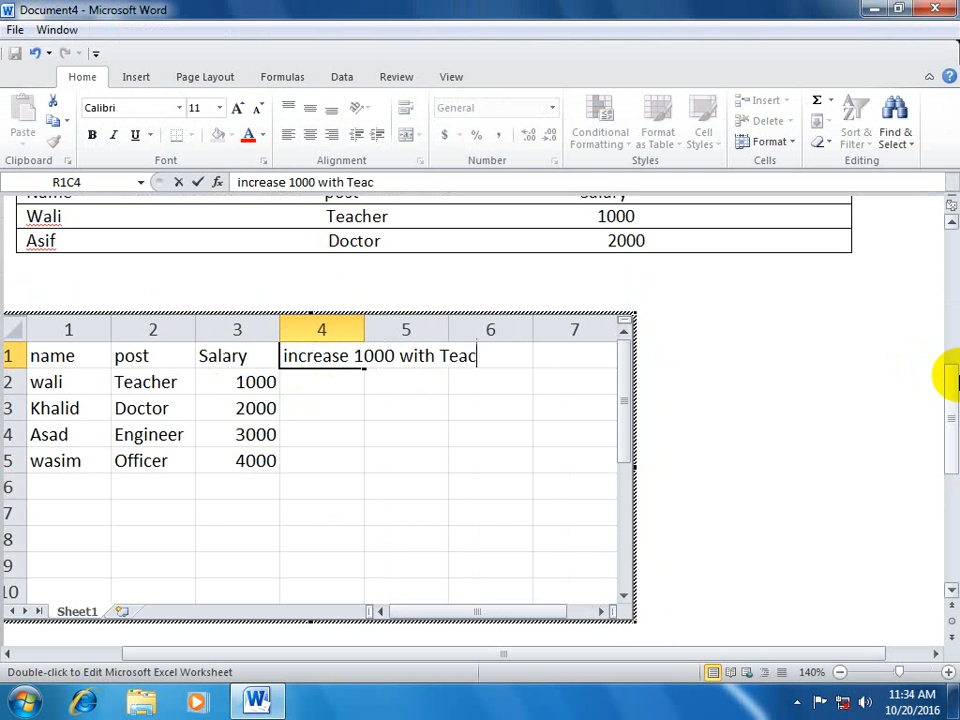 Document4 - Microsoft Word
File Window
Home Insert Page Layout Formulas Data Review View
Paste
Calibri 11
B I U
General
$ % ,
Conditional Formatting
Format as Table
Cell Styles
Insert
Delete
Format
Sort & Filter
Find & Select
Clipboard Font Alignment Number Styles Cells Editing
R1C4 fx increase 1000 with Teac
Name post Salary
Wali Teacher 1000
Asif Doctor 2000
1 2 3 4 5 6 7
1 name post Salary increase 1000 with Teac
2 wali Teacher 1000
3 Khalid Doctor 2000
4 Asad Engineer 3000
5 wasim Officer 4000
6
7
8
9
10
Sheet1
Double-click to Edit Microsoft Excel Worksheet 140%
11:34 AM
10/20/2016